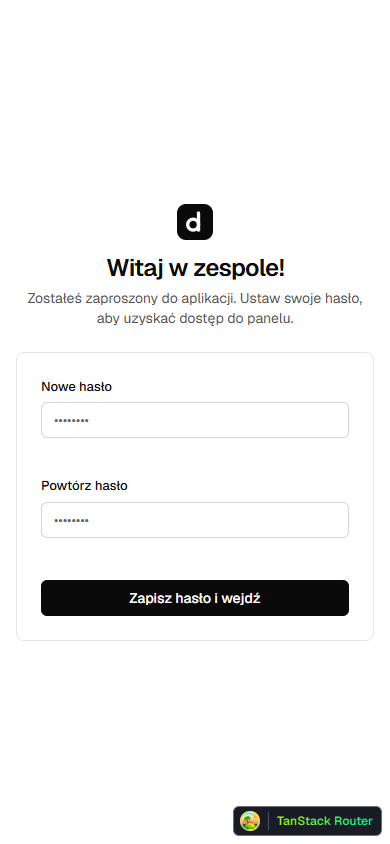 d
Witaj w zespole!
Zostałeś zaproszony do aplikacji. Ustaw swoje hasło,
aby uzyskać dostęp do panelu.
Nowe hasło
••••••••
Powtórz hasło
••••••••
Zapisz hasło i wejdź
TanStack Router